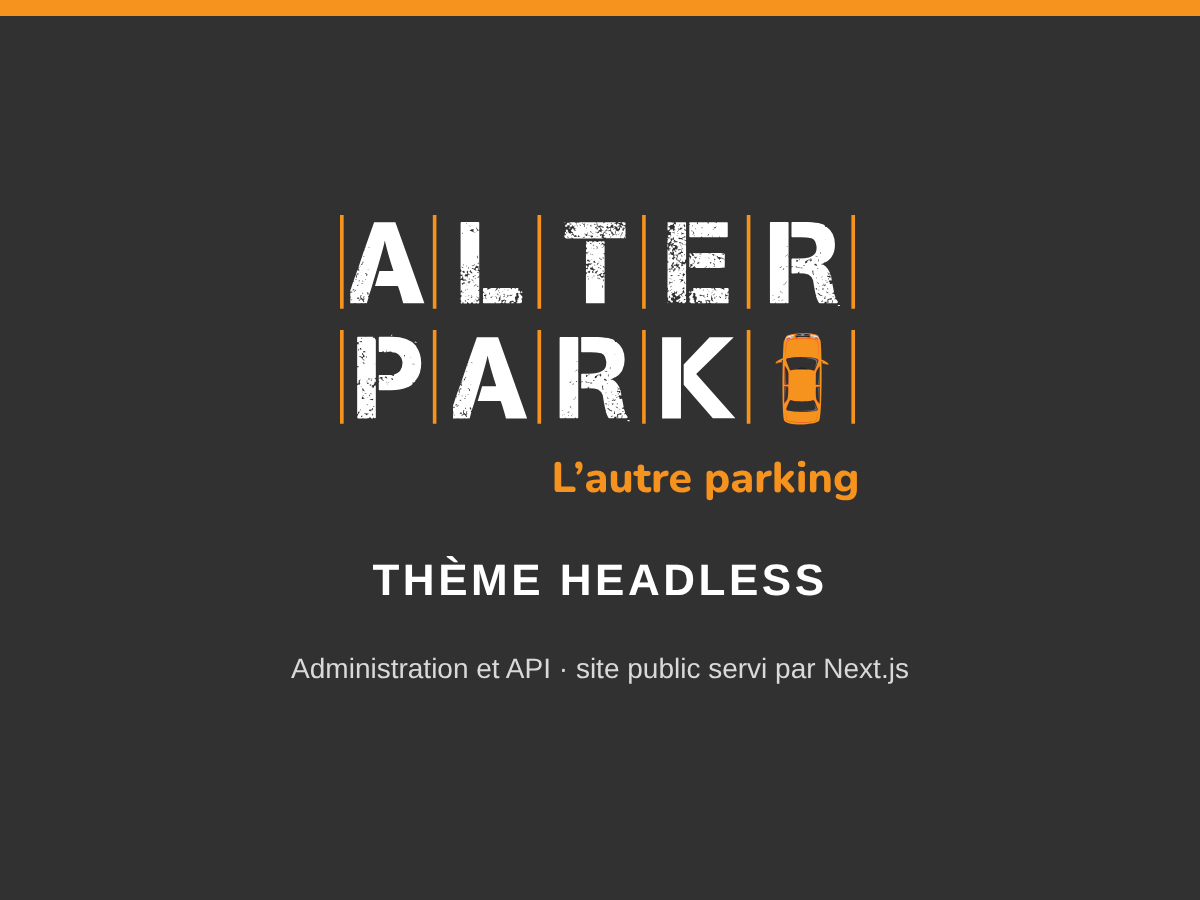 ALTER
PARK
L’autre parking
THÈME HEADLESS
Administration et API · site public servi par Next.js